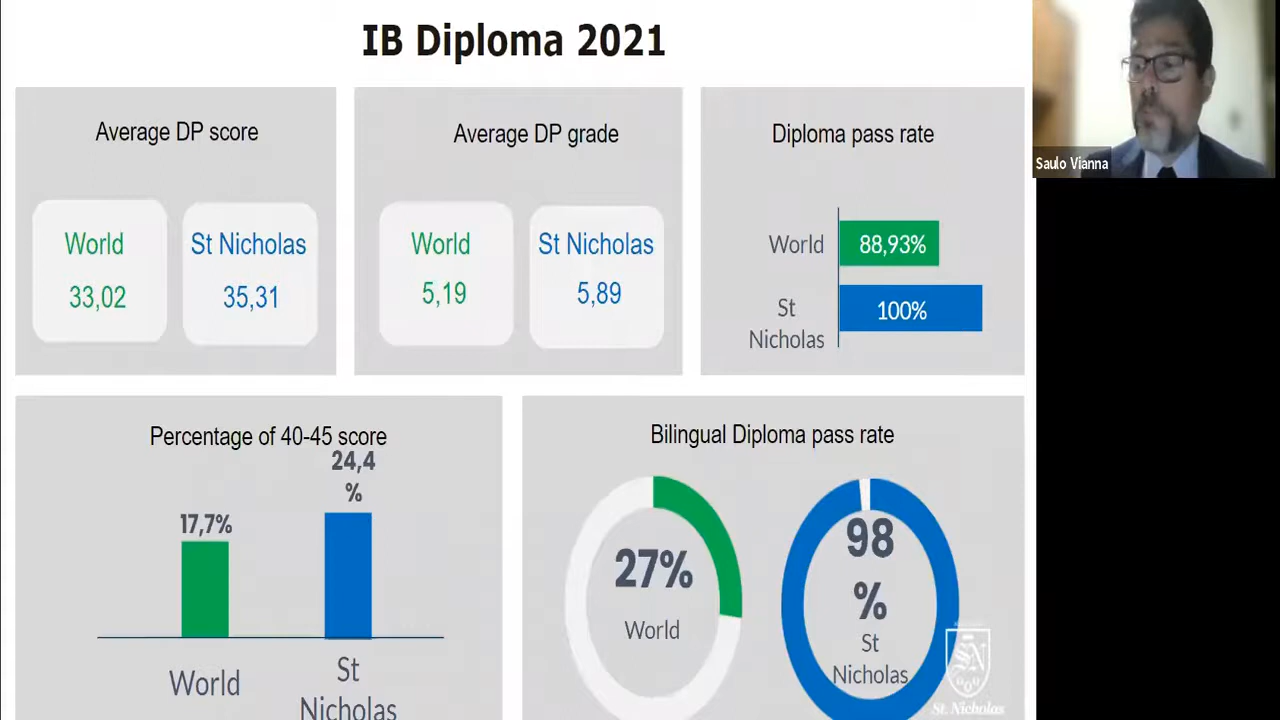 IB Diploma 2021
Average DP score
World
33,02
St Nicholas
35,31
Average DP grade
World
5,19
St Nicholas
5,89
Diploma pass rate
World
88,93%
St
Nicholas
100%
Saulo Vianna
Percentage of 40-45 score
17,7%
24,4
%
World
St
Nicholas
Bilingual Diploma pass rate
27%
World
98
%
St
Nicholas
SN
St. Nicholas